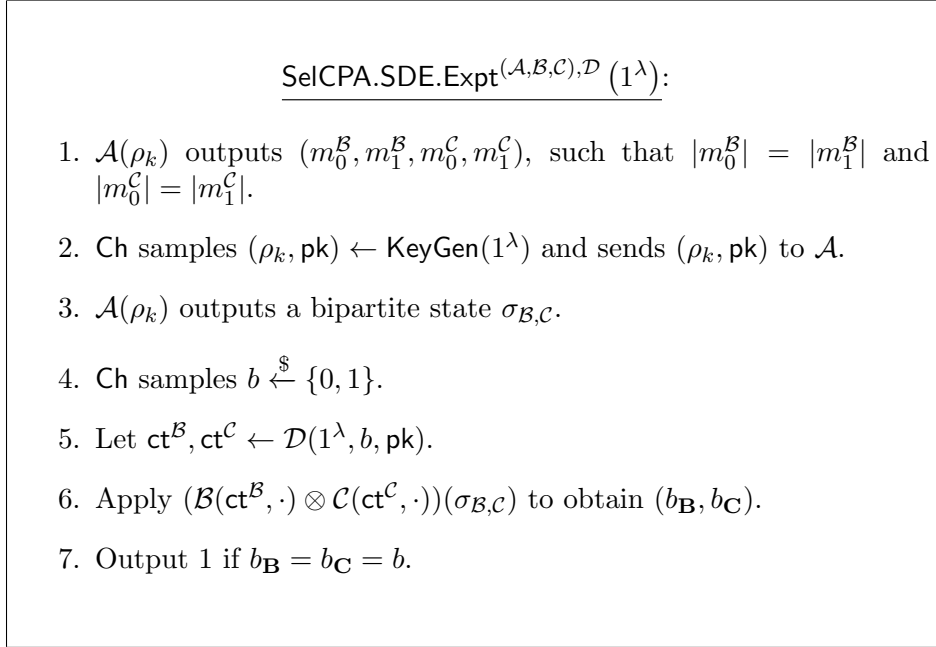 SelCPA.SDE.Expt^{(𝒜,ℬ,𝒞),𝒟} (1^λ):
1. 𝒜(ρ_k) outputs (m_0^ℬ, m_1^ℬ, m_0^𝒞, m_1^𝒞), such that |m_0^ℬ| = |m_1^ℬ| and
|m_0^𝒞| = |m_1^𝒞|.
2. Ch samples (ρ_k, pk) ← KeyGen(1^λ) and sends (ρ_k, pk) to 𝒜.
3. 𝒜(ρ_k) outputs a bipartite state σ_{ℬ,𝒞}.
4. Ch samples b ←^$ {0, 1}.
5. Let ct^ℬ, ct^𝒞 ← 𝒟(1^λ, b, pk).
6. Apply (ℬ(ct^ℬ, ·) ⊗ 𝒞(ct^𝒞, ·))(σ_{ℬ,𝒞}) to obtain (b_𝐁, b_𝐂).
7. Output 1 if b_𝐁 = b_𝐂 = b.